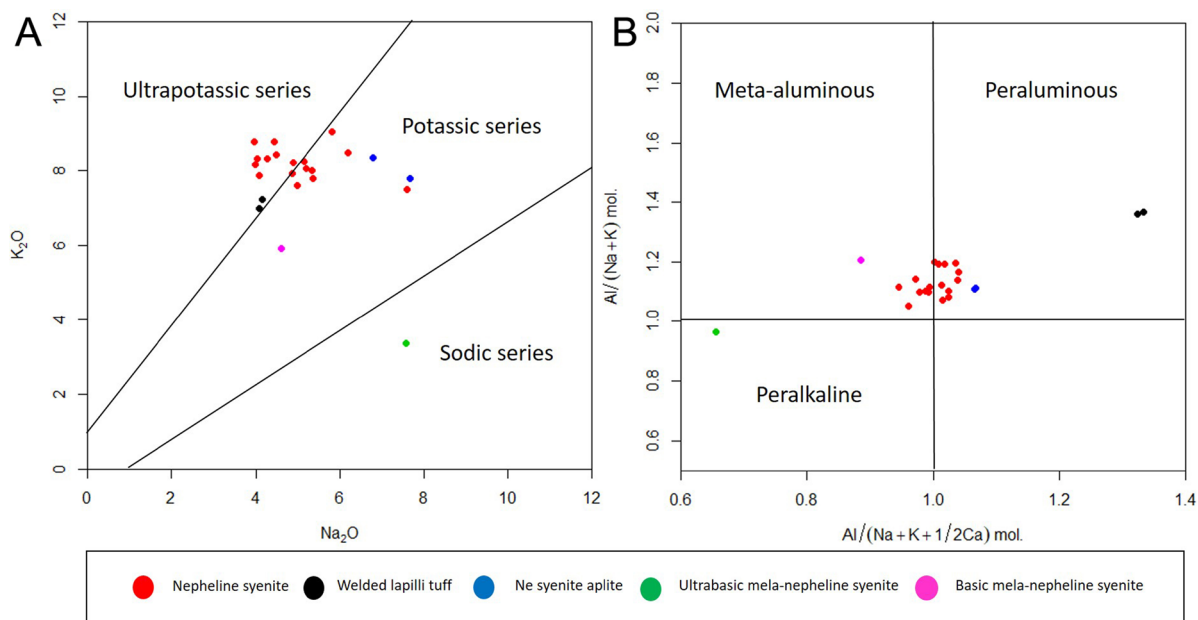 A
12
10
8
6
4
2
0
K₂O
Ultrapotassic series
Potassic series
Sodic series
0 2 4 6 8 10 12
Na₂O
B
2.0
1.8
1.6
1.4
1.2
1.0
0.8
0.6
Al/(Na+K) mol.
Meta-aluminous
Peraluminous
Peralkaline
0.6 0.8 1.0 1.2 1.4
Al/(Na+K+1/2Ca) mol.
Nepheline syenite Welded lapilli tuff Ne syenite aplite Ultrabasic mela-nepheline syenite Basic mela-nepheline syenite